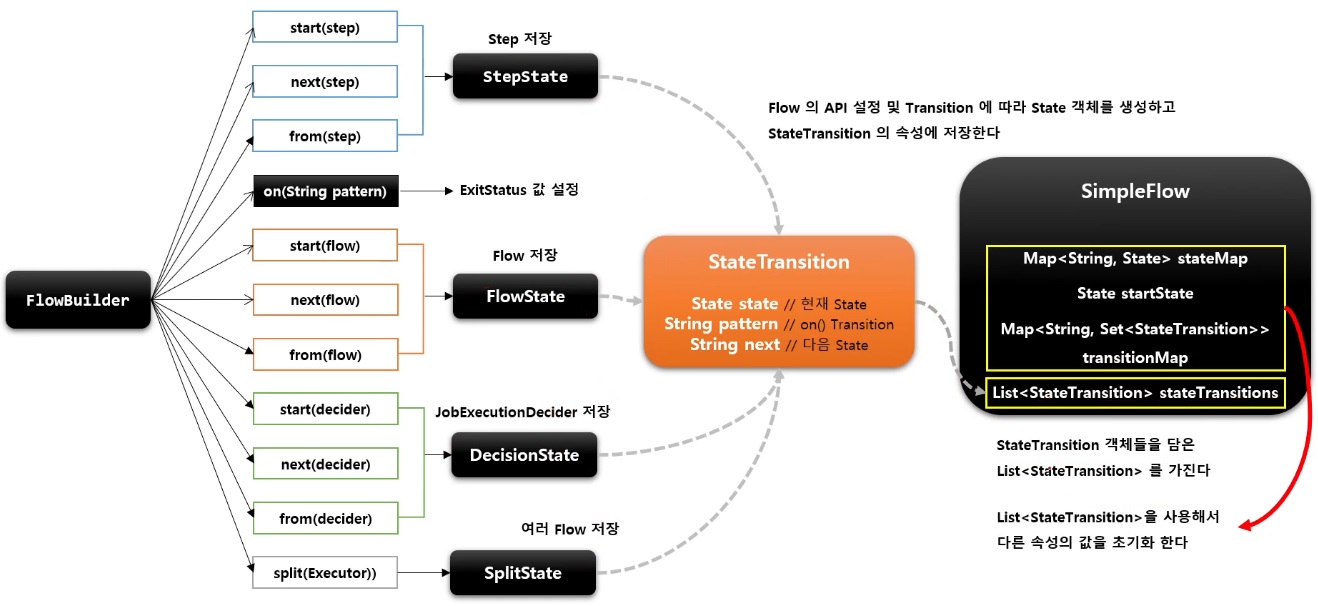 FlowBuilder
start(step)
next(step)
from(step)
on(String pattern)
start(flow)
next(flow)
from(flow)
start(decider)
next(decider)
from(decider)
split(Executor))
Step 저장
StepState
ExitStatus 값 설정
Flow 저장
FlowState
JobExecutionDecider 저장
DecisionState
여러 Flow 저장
SplitState
Flow 의 API 설정 및 Transition 에 따라 State 객체를 생성하고
StateTransition 의 속성에 저장한다
StateTransition
State state // 현재 State
String pattern // on() Transition
String next // 다음 State
SimpleFlow
Map<String, State> stateMap
State startState
Map<String, Set<StateTransition>>
transitionMap
List<StateTransition> stateTransitions
StateTransition 객체들을 담은
List<StateTransition> 를 가진다
List<StateTransition>을 사용해서
다른 속성의 값을 초기화 한다